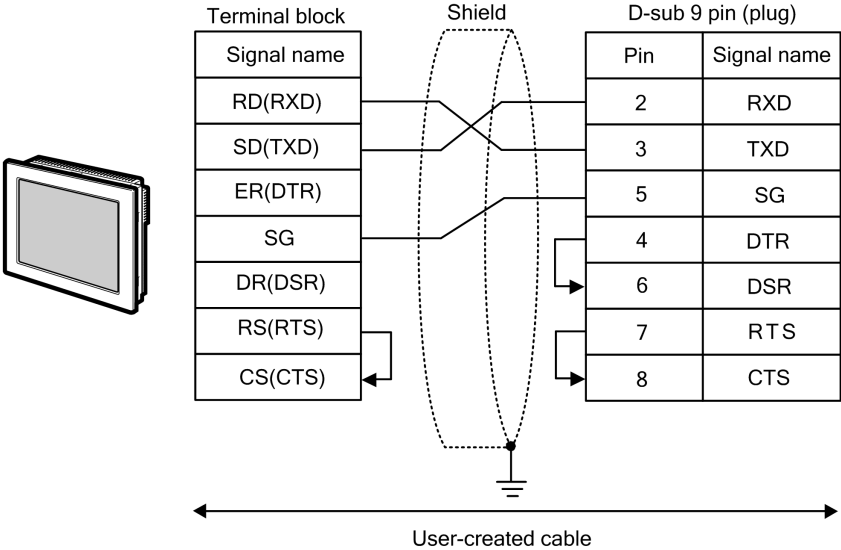 Terminal block Shield D-sub 9 pin (plug)
Signal name Pin Signal name
RD(RXD) 2 RXD
SD(TXD) 3 TXD
ER(DTR) 5 SG
SG 4 DTR
DR(DSR) 6 DSR
RS(RTS) 7 RTS
CS(CTS) 8 CTS
User-created cable